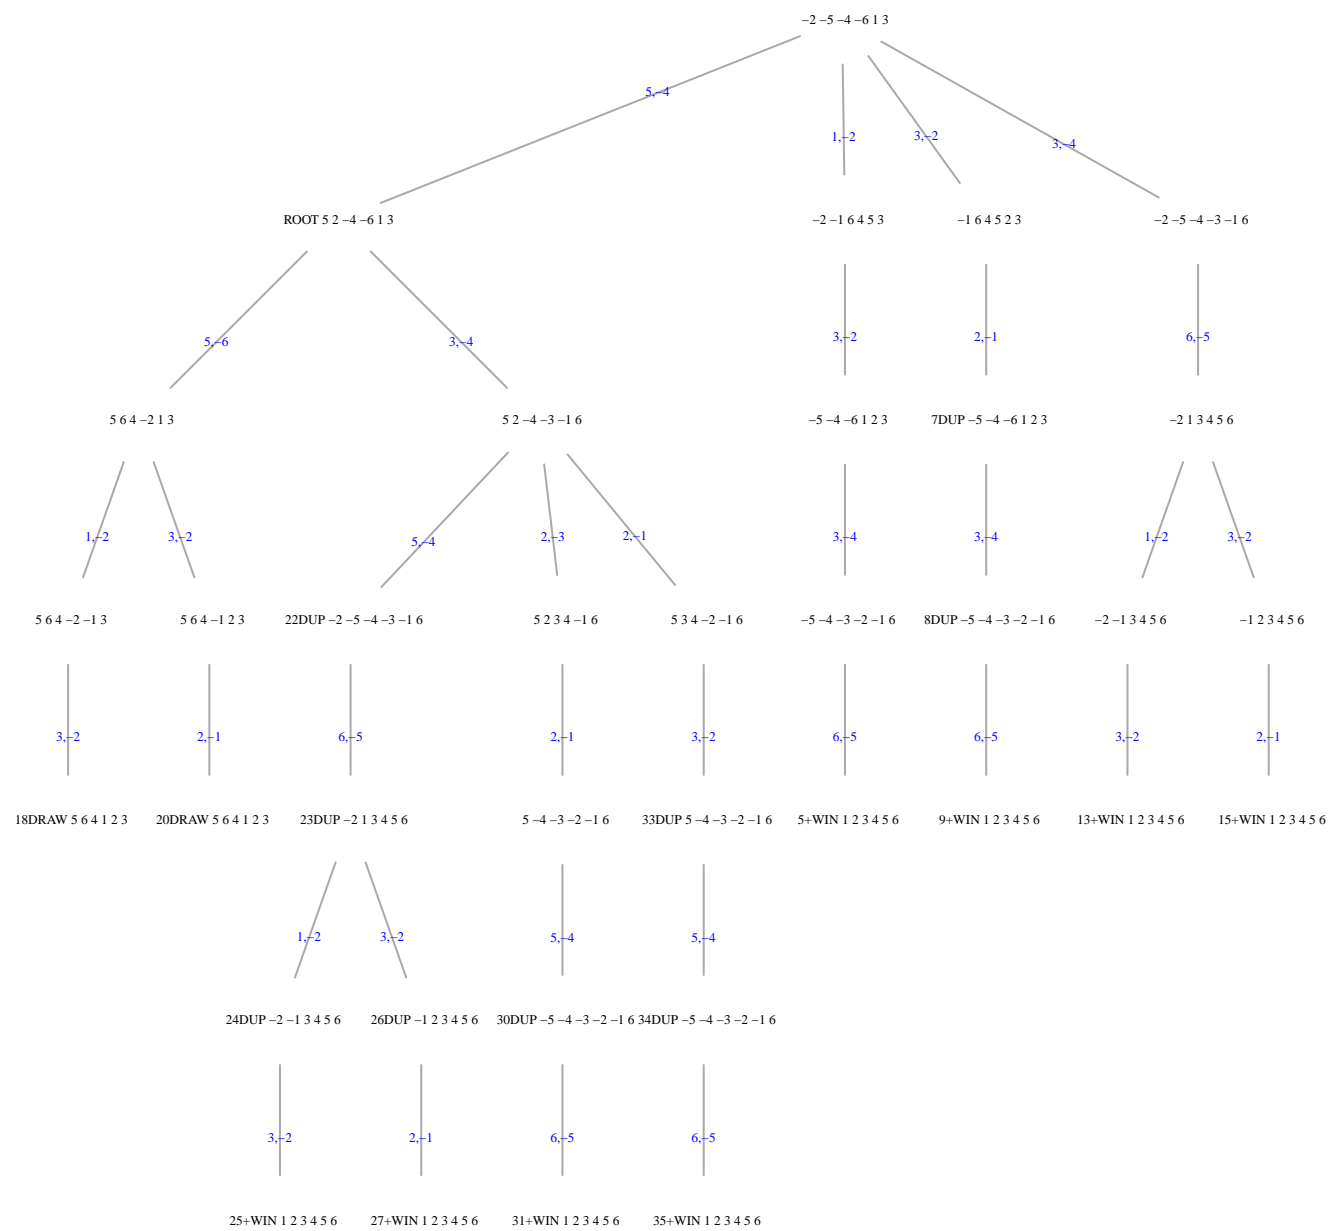 −2 −5 −4 −6 1 3
5,−4
1,−2
3,−2
3,−4
ROOT 5 2 −4 −6 1 3
−2 −1 6 4 5 3
−1 6 4 5 2 3
−2 −5 −4 −3 −1 6
5,−6
3,−4
3,−2
2,−1
6,−5
5 6 4 −2 1 3
5 2 −4 −3 −1 6
−5 −4 −6 1 2 3
7DUP −5 −4 −6 1 2 3
−2 1 3 4 5 6
1,−2
3,−2
5,−4
2,−3
2,−1
3,−4
3,−4
1,−2
3,−2
5 6 4 −2 −1 3
5 6 4 −1 2 3
22DUP −2 −5 −4 −3 −1 6
5 2 3 4 −1 6
5 3 4 −2 −1 6
−5 −4 −3 −2 −1 6
8DUP −5 −4 −3 −2 −1 6
−2 −1 3 4 5 6
−1 2 3 4 5 6
3,−2
2,−1
6,−5
2,−1
3,−2
6,−5
6,−5
3,−2
2,−1
18DRAW 5 6 4 1 2 3
20DRAW 5 6 4 1 2 3
23DUP −2 1 3 4 5 6
5 −4 −3 −2 −1 6
33DUP 5 −4 −3 −2 −1 6
5+WIN 1 2 3 4 5 6
9+WIN 1 2 3 4 5 6
13+WIN 1 2 3 4 5 6
15+WIN 1 2 3 4 5 6
1,−2
3,−2
5,−4
5,−4
24DUP −2 −1 3 4 5 6
26DUP −1 2 3 4 5 6
30DUP −5 −4 −3 −2 −1 6
34DUP −5 −4 −3 −2 −1 6
3,−2
2,−1
6,−5
6,−5
25+WIN 1 2 3 4 5 6
27+WIN 1 2 3 4 5 6
31+WIN 1 2 3 4 5 6
35+WIN 1 2 3 4 5 6